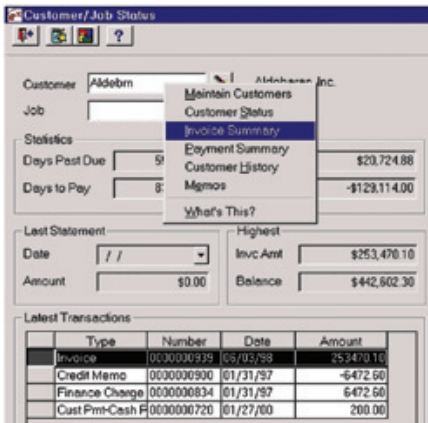 Customer/Job Status
?
Customer Aldebrn Inc.
Job
Maintain Customers
Customer Status
Invoice Summary
Payment Summary
Customer History
Memos
What's This?
Statistics
Days Past Due $20,724.88
Days to Pay -$129,114.00
Last Statement Highest
Date / / Invc Amt $253,470.10
Amount $0.00 Balance $442,602.30
Latest Transactions
Type Number Date Amount
Invoice 0000000939 06/03/98 253470.10
Credit Memo 0000000900 01/31/97 -6472.60
Finance Charge 0000000834 01/31/97 6472.60
Cust Pmt-Cash F 0000000720 01/27/00 200.00